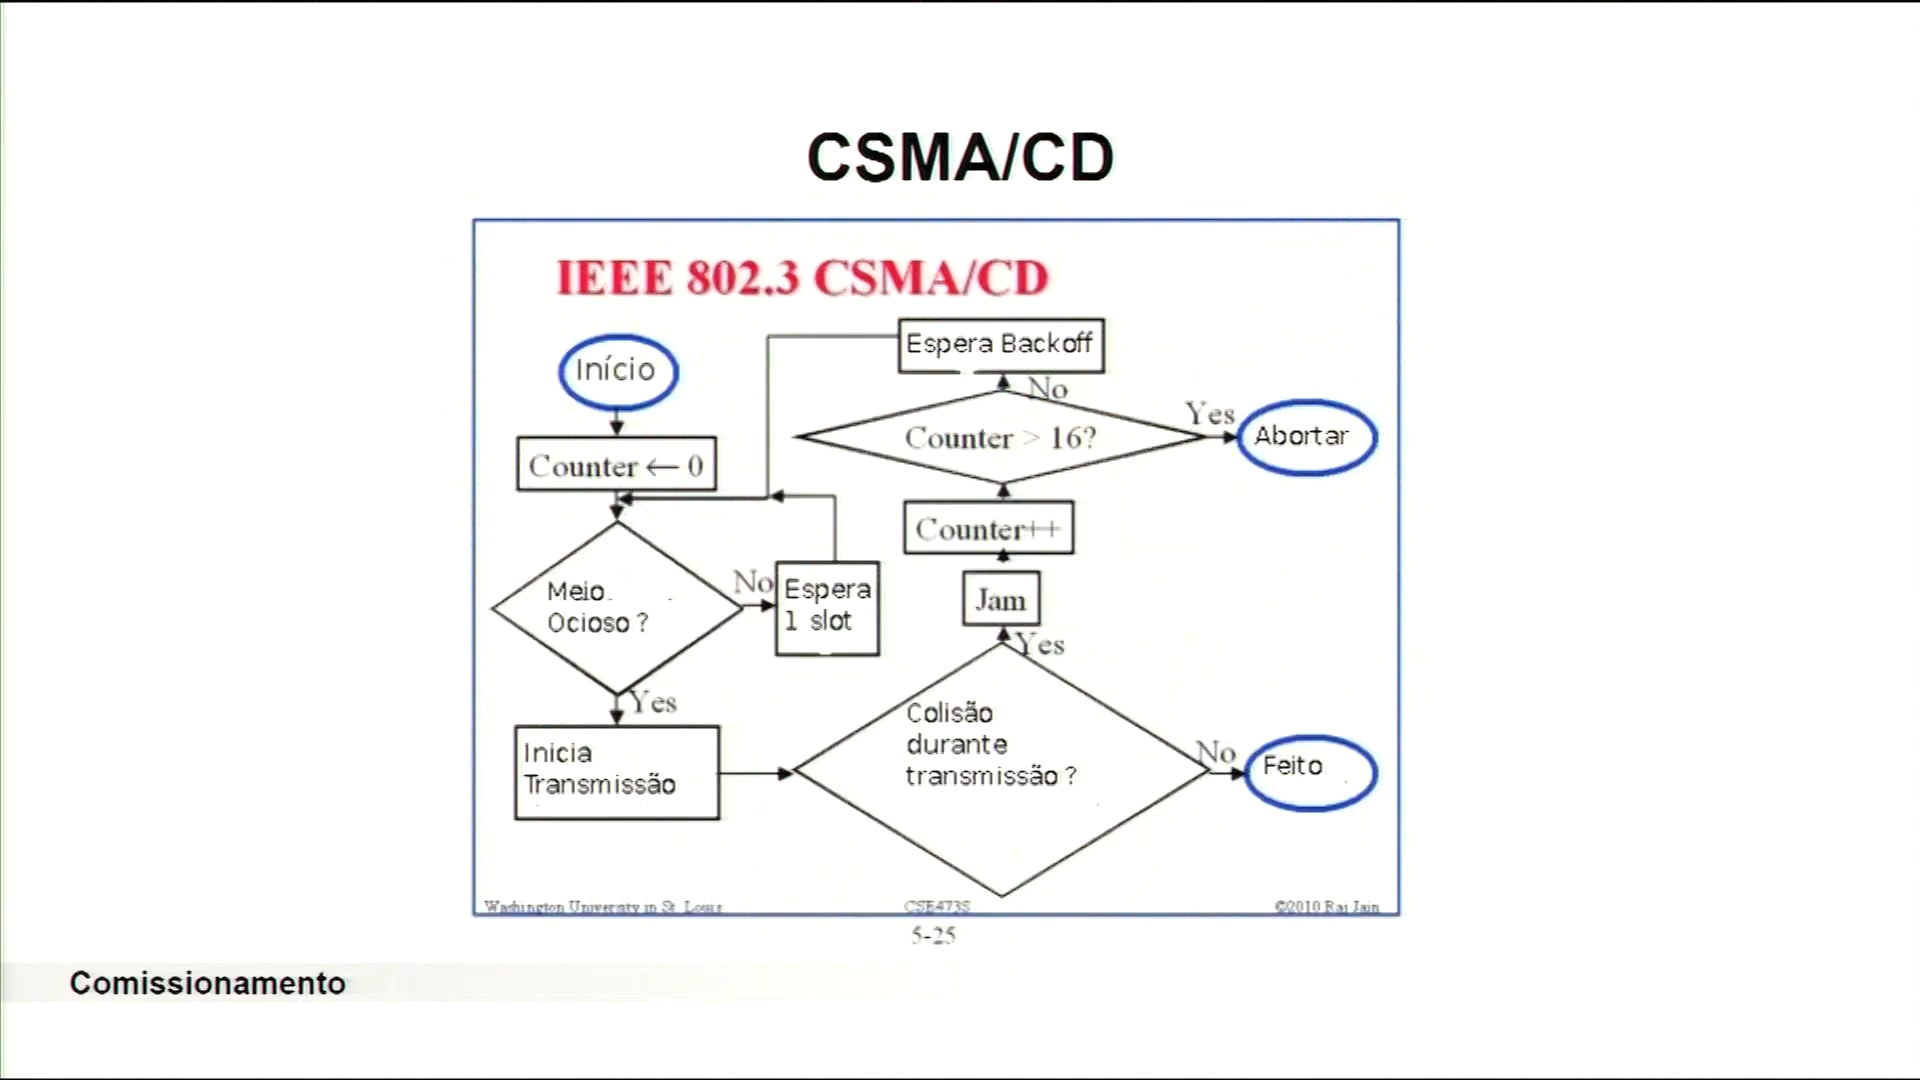 CSMA/CD
IEEE 802.3 CSMA/CD
Início
Counter ← 0
Meio
Ocioso ?
No
Espera
1 slot
Yes
Inicia
Transmissão
Colisão
durante
transmissão ?
No
Feito
Yes
Jam
Counter++
Counter > 16?
Yes
Abortar
No
Espera Backoff
Washington University in St. Louis
CSE473S
©2010 Raj Jain
5-25
Comissionamento